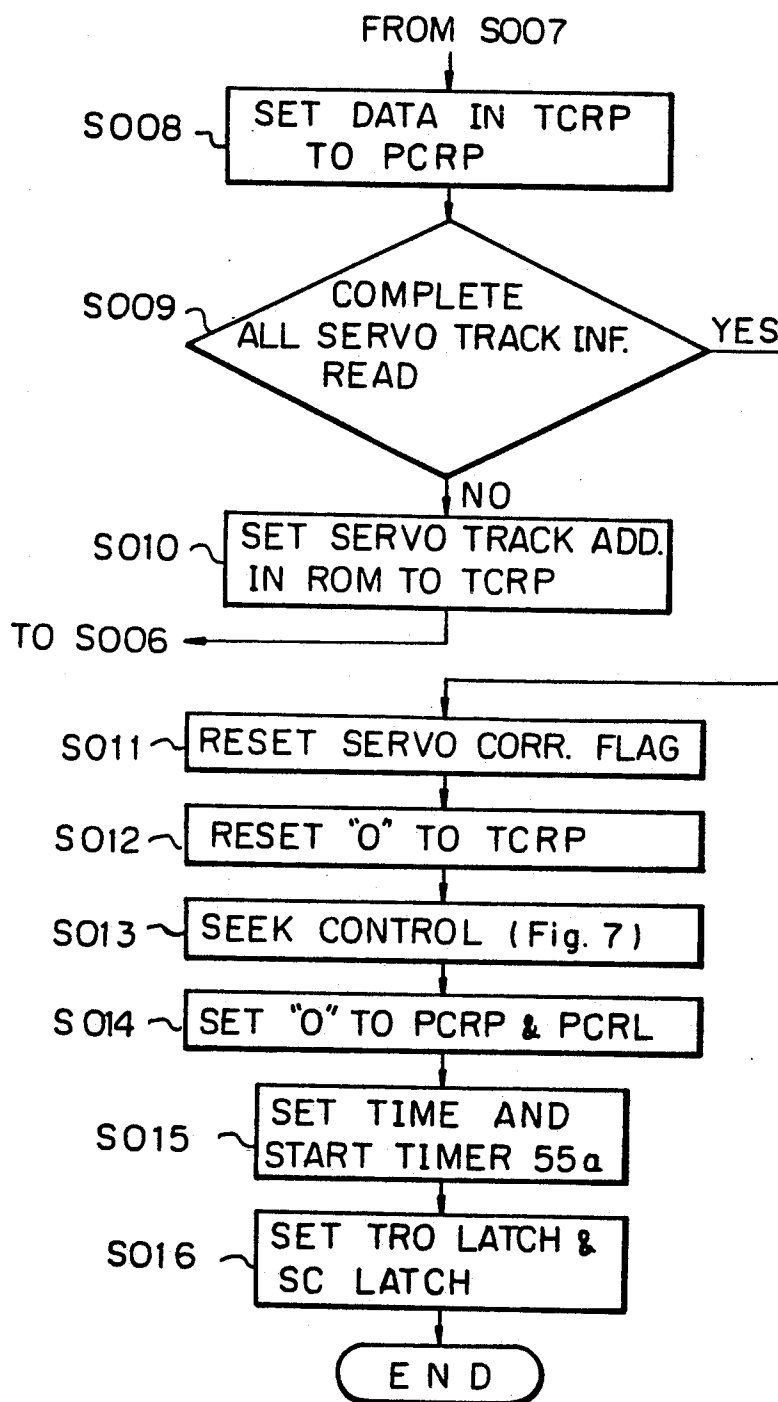 FROM S007
S008
SET DATA IN TCRP
TO PCRP
S009
COMPLETE
ALL SERVO TRACK INF.
READ
YES
NO
S010
SET SERVO TRACK ADD.
IN ROM TO TCRP
TO S006
S011
RESET SERVO CORR. FLAG
S012
RESET "0" TO TCRP
S013
SEEK CONTROL (Fig. 7)
S014
SET "0" TO PCRP & PCRL
S015
SET TIME AND
START TIMER 55a
S016
SET TRO LATCH &
SC LATCH
END